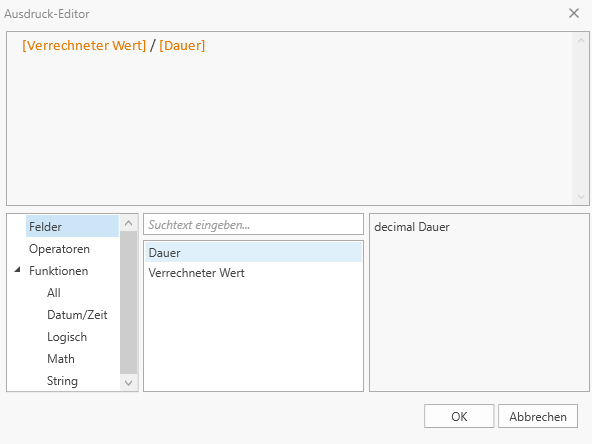 Ausdruck-Editor
[Verrechneter Wert] / [Dauer]
Felder
Operatoren
Funktionen
All
Datum/Zeit
Logisch
Math
String
Suchtext eingeben...
Dauer
Verrechneter Wert
decimal Dauer
OK
Abbrechen